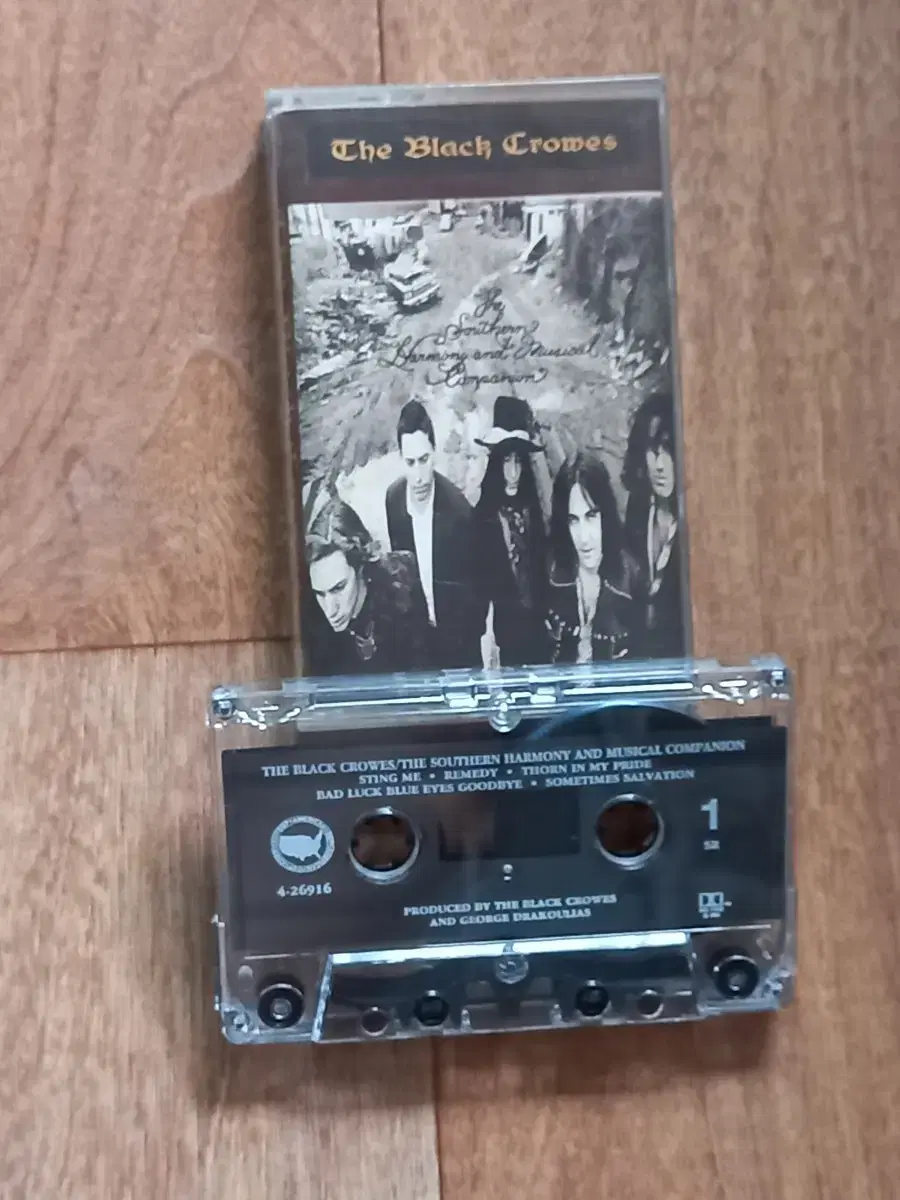 The Black Crowes
The
Southern
Harmony and Musical
Companion
THE BLACK CROWES/THE SOUTHERN HARMONY AND MUSICAL COMPANION
STING ME • REMEDY • THORN IN MY PRIDE
BAD LUCK BLUE EYES GOODBYE • SOMETIMES SALVATION
1
4-26916
PRODUCED BY THE BLACK CROWES
AND GEORGE DRAKOULIAS